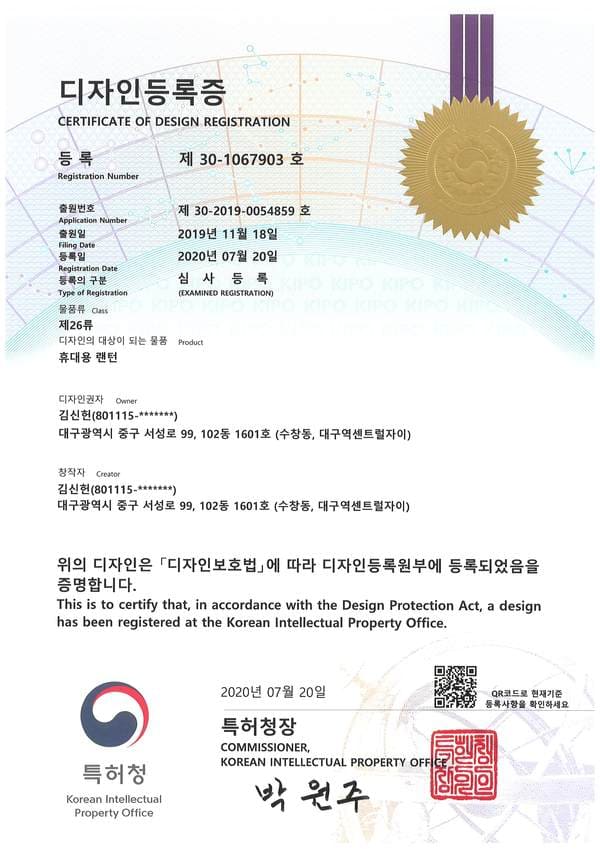 디자인등록증
CERTIFICATE OF DESIGN REGISTRATION
등 록 제 30-1067903 호
Registration Number
출원번호 제 30-2019-0054859 호
Application Number
출원일 2019년 11월 18일
Filing Date
등록일 2020년 07월 20일
Registration Date
등록의 구분 심 사 등 록
Type of Registration (EXAMINED REGISTRATION)
물품류 Class
제26류
디자인의 대상이 되는 물품 Product
휴대용 랜턴
디자인권자 Owner
김신헌(801115-*******)
대구광역시 중구 서성로 99, 102동 1601호 (수창동, 대구역센트럴자이)
창작자 Creator
김신헌(801115-*******)
대구광역시 중구 서성로 99, 102동 1601호 (수창동, 대구역센트럴자이)
위의 디자인은 「디자인보호법」에 따라 디자인등록원부에 등록되었음을
증명합니다.
This is to certify that, in accordance with the Design Protection Act, a design
has been registered at the Korean Intellectual Property Office.
2020년 07월 20일
QR코드로 현재기준
등록사항을 확인하세요
특허청장
COMMISSIONER,
KOREAN INTELLECTUAL PROPERTY OFFICE
박원주
특허청
Korean Intellectual
Property Office